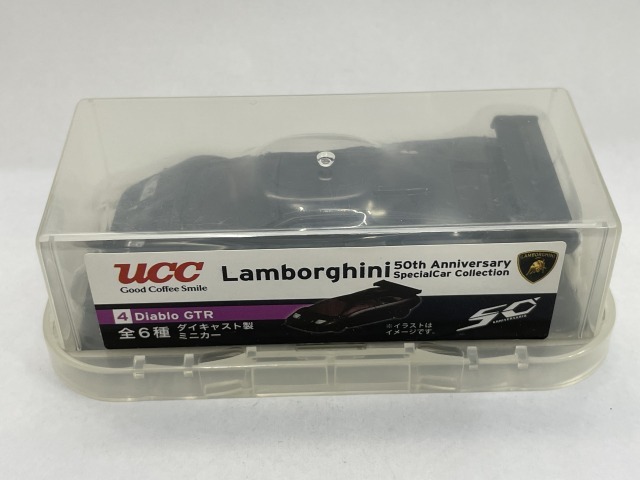 UCC
Good Coffee Smile
Lamborghini
50th Anniversary
SpecialCar Collection
LAMBORGHINI
4 Diablo GTR
全6種
ダイキャスト製
ミニカー
※イラストは
イメージです。
50
ANNIVERSARIO